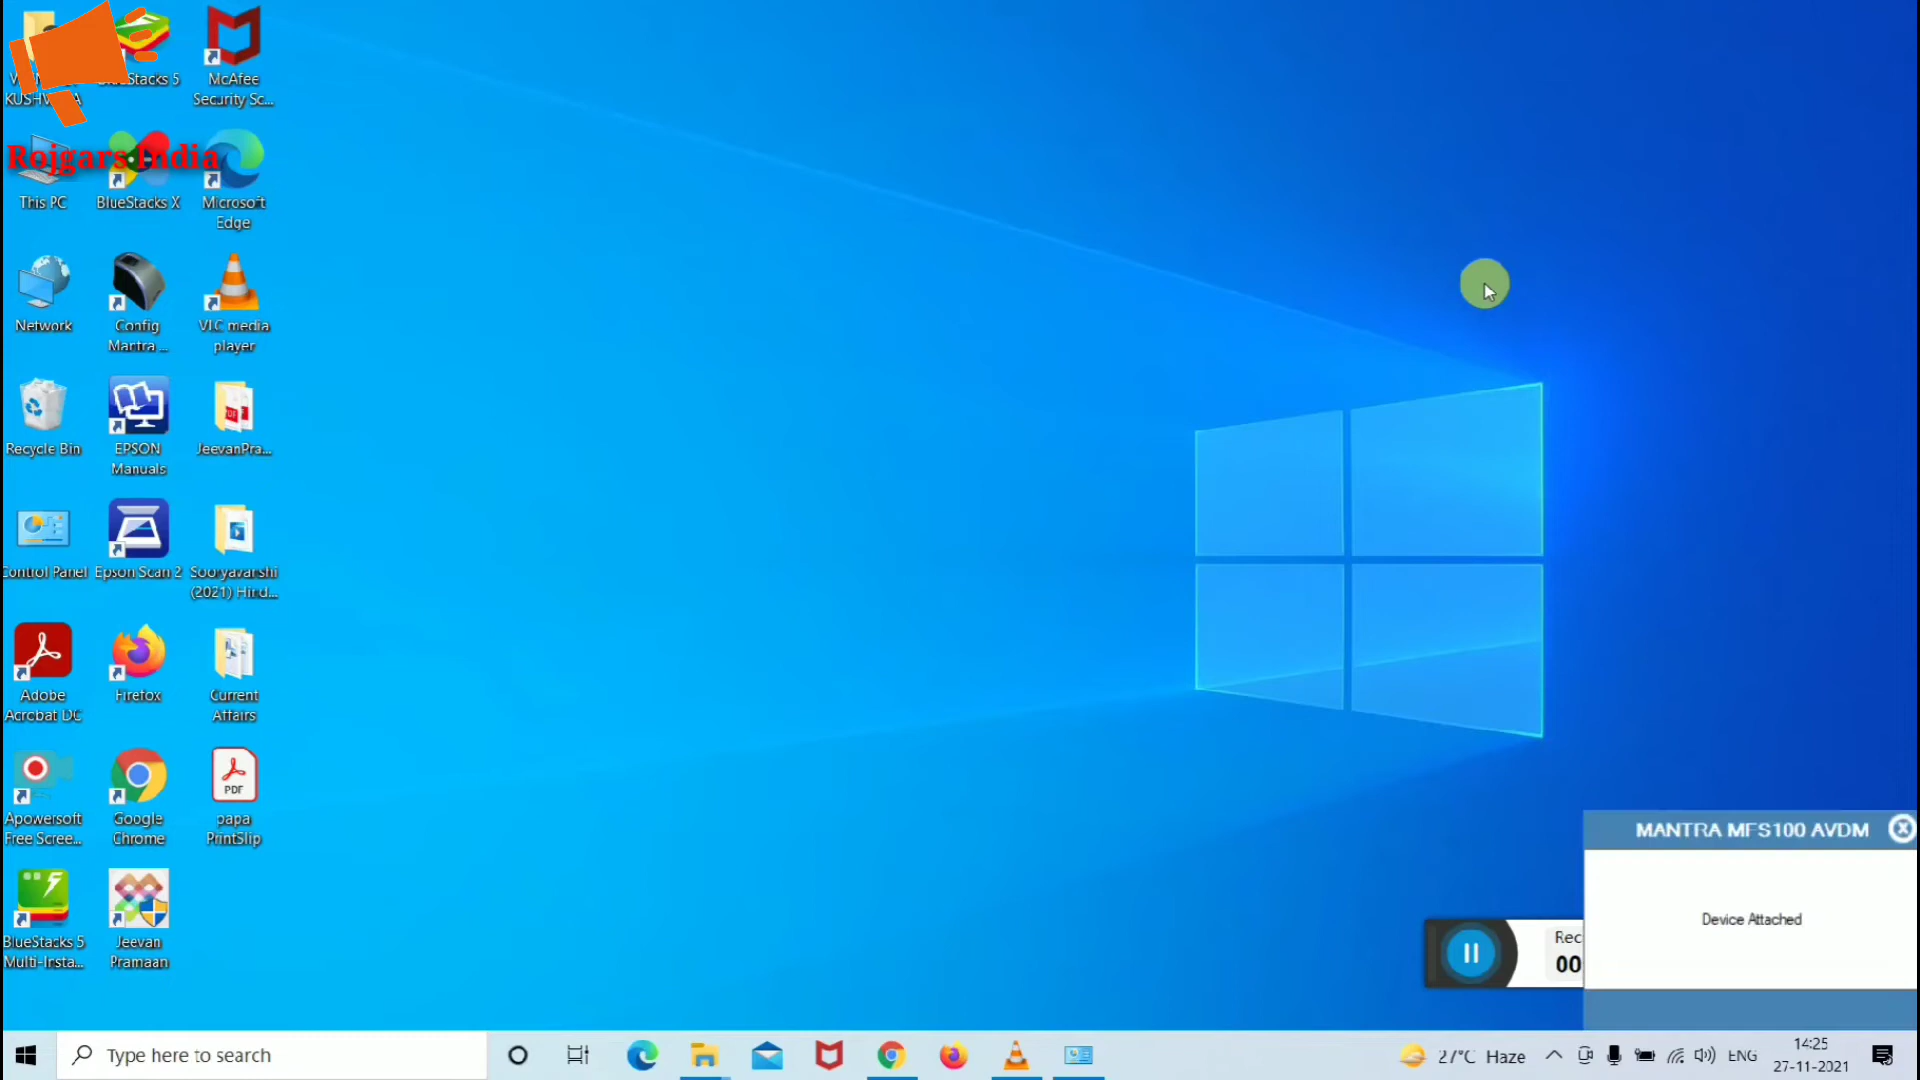 KUSHV
Stacks 5
McAfee
Security Sc...
Rojgars India
This PC
BlueStacks X
Microsoft
Edge
Network
Config
Mantra ...
VLC media
player
Recycle Bin
EPSON
Manuals
JeevanPra...
Control Panel
Epson Scan 2
Sooryavanshi
(2021) Hind...
Adobe
Acrobat DC
Firefox
Current
Affairs
Apowersoft
Free Scree...
Google
Chrome
PDF
papa
PrintSlip
BlueStacks 5
Multi-Insta...
Jeevan
Pramaan
MANTRA MFS100 AVDM
Device Attached
Rec
00
Type here to search
27°C Haze
ENG
14:25
27-11-2021